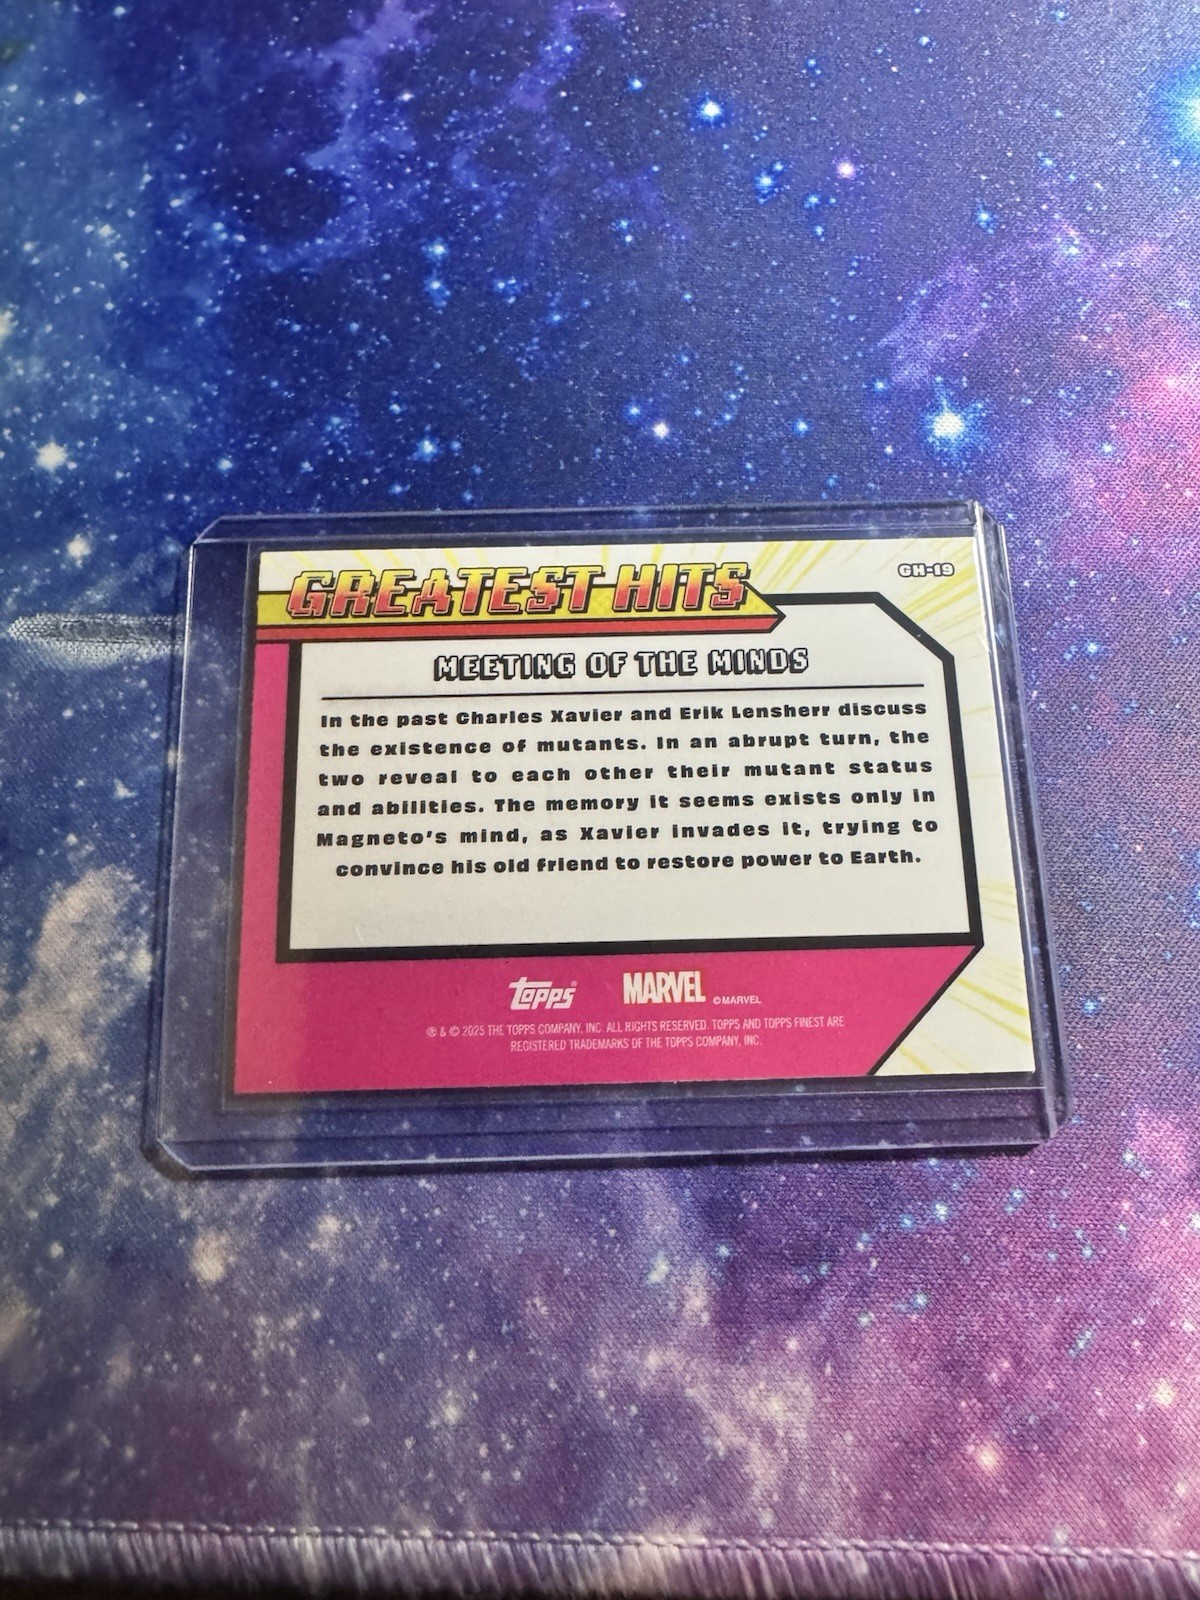 GREATEST HITS
GH-19
MEETING OF THE MINDS
In the past Charles Xavier and Erik Lensherr discuss
the existence of mutants. In an abrupt turn, the
two reveal to each other their mutant status
and abilities. The memory it seems exists only in
Magneto's mind, as Xavier invades it, trying to
convince his old friend to restore power to Earth.
topps® MARVEL © MARVEL
® & © 2025 THE TOPPS COMPANY, INC. ALL RIGHTS RESERVED. TOPPS AND TOPPS FINEST ARE
REGISTERED TRADEMARKS OF THE TOPPS COMPANY, INC.